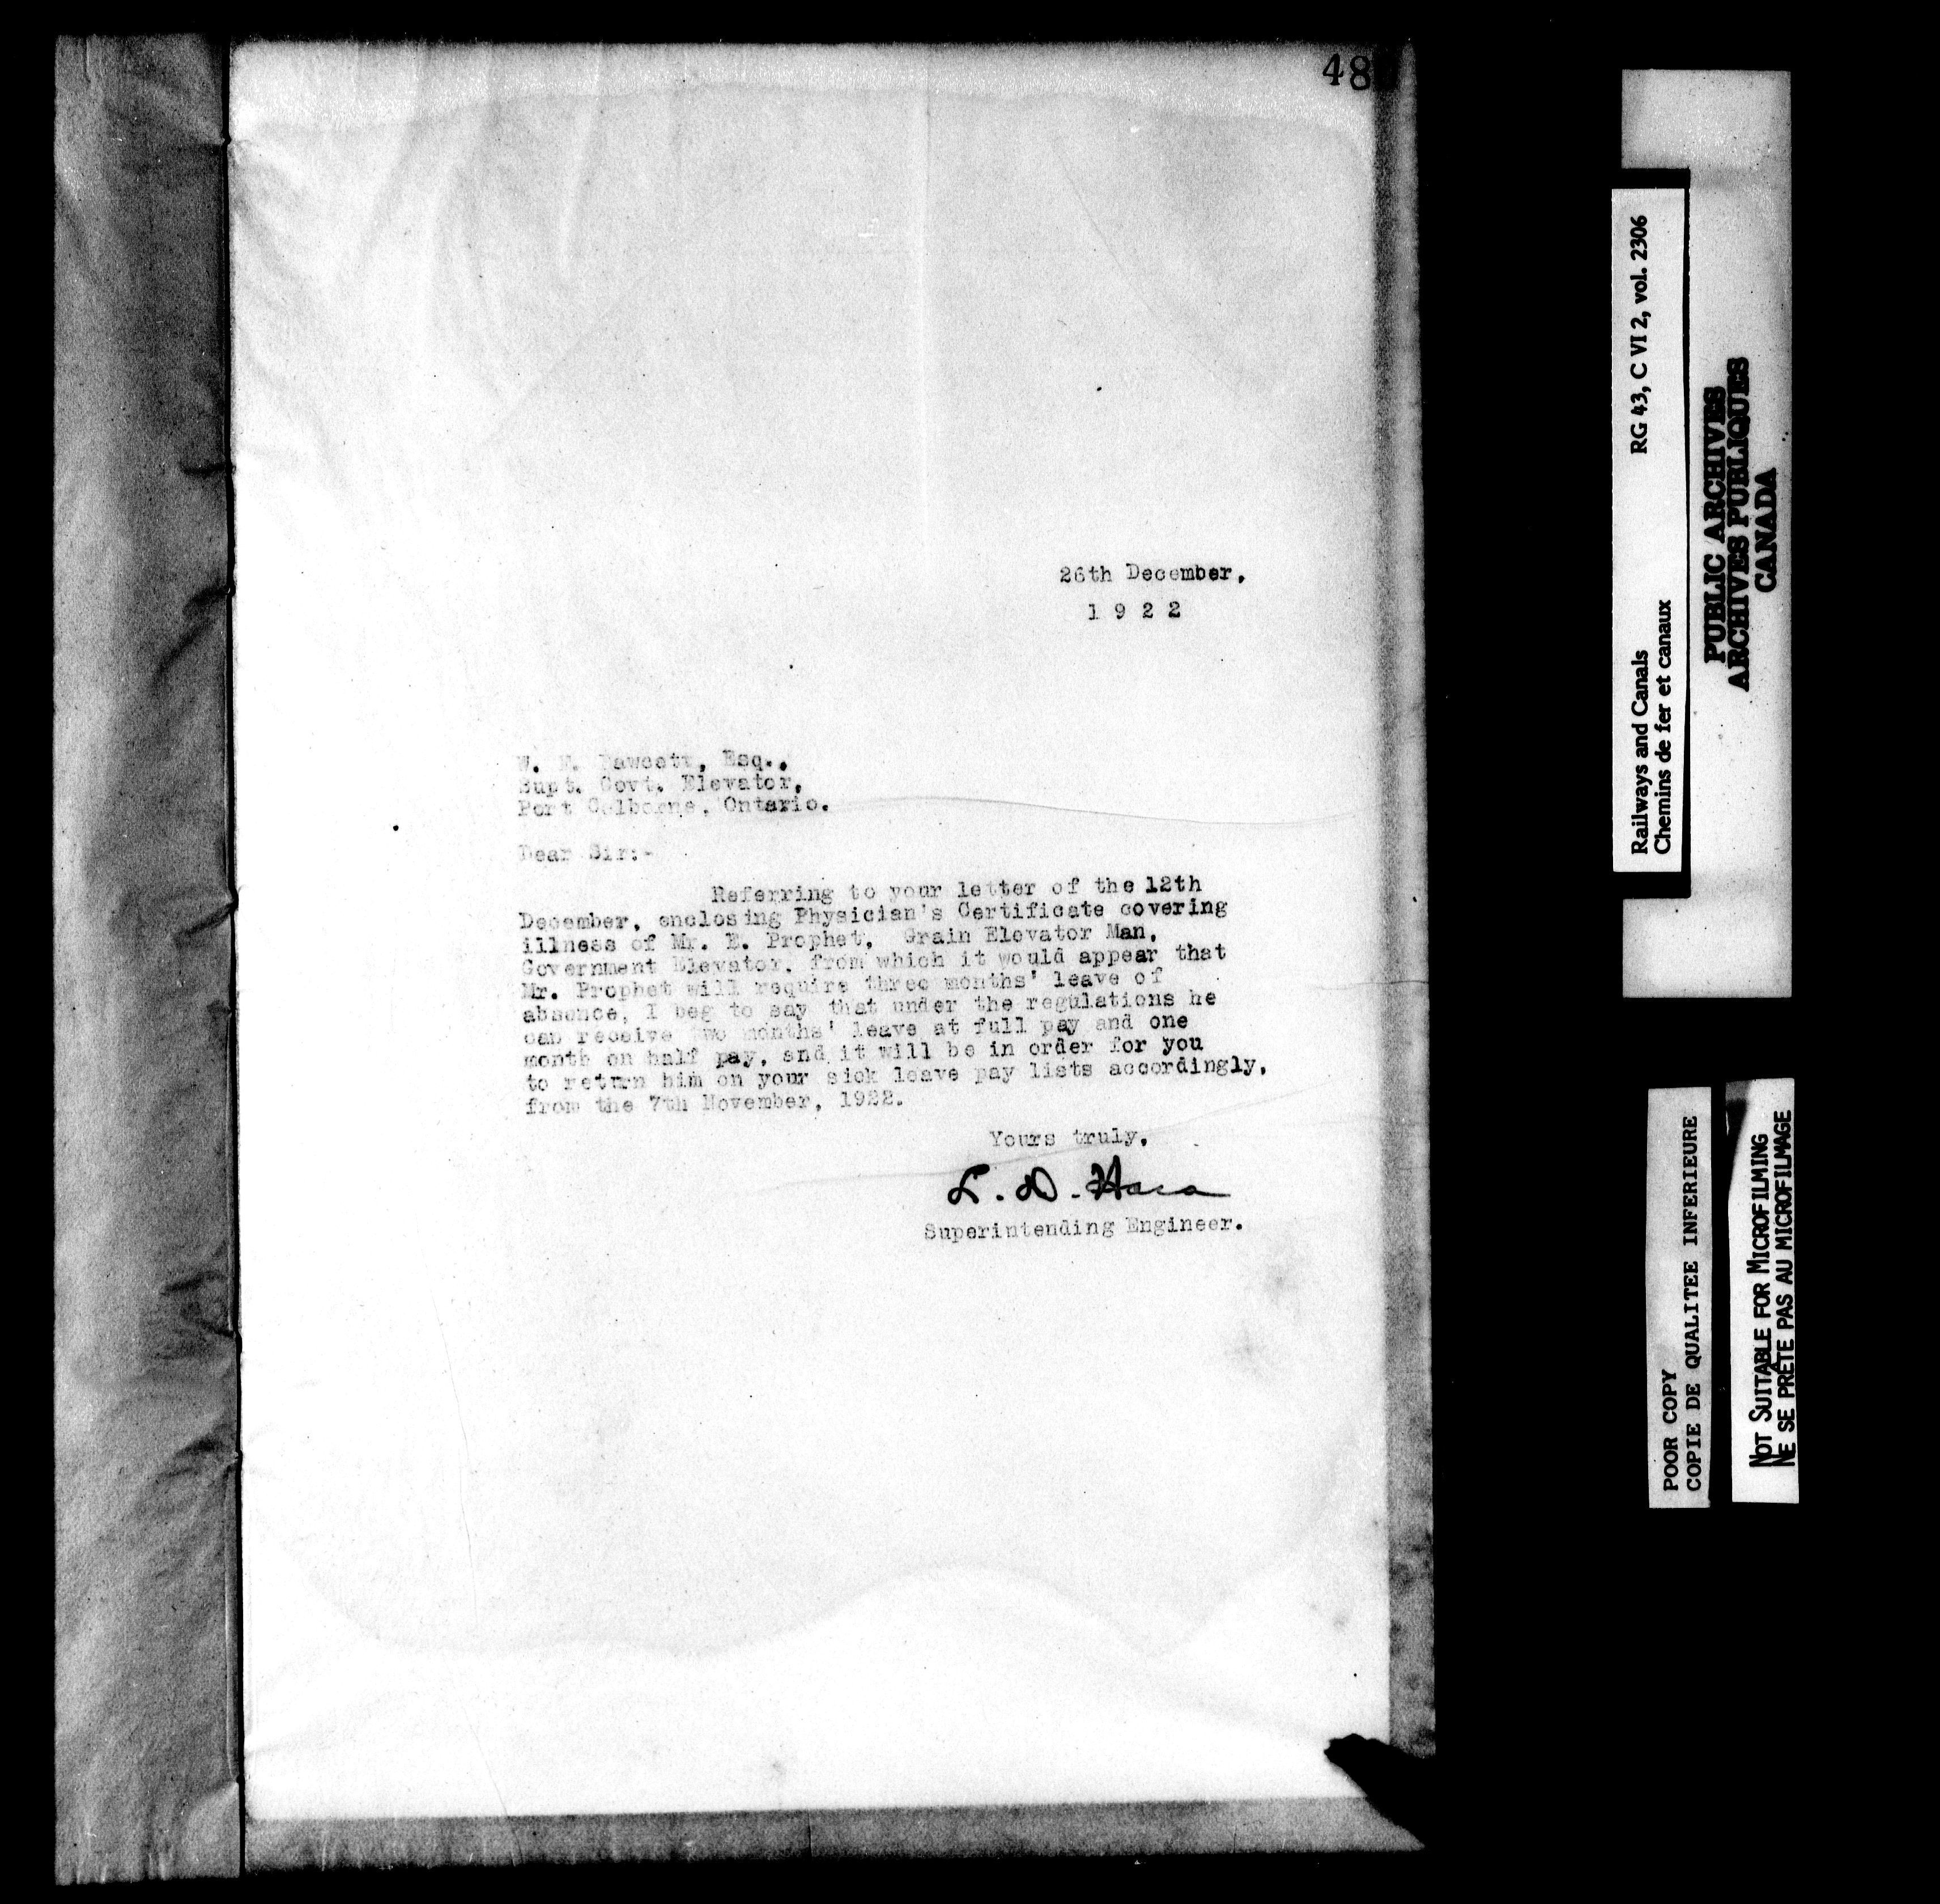 48
26th December,
1 9 2 2
W. M. Fawcett, Esq.,
Supt. Govt. Elevator,
Port Colborne, Ontario.
Dear Sir:-
Referring to your letter of the 12th
December, enclosing Physician's Certificate covering
illness of Mr. E. Prophet, Grain Elevator Man,
Government Elevator, from which it would appear that
Mr. Prophet will require three months' leave of
absence, I beg to say that under the regulations he
can receive two months' leave at full pay and one
month on half pay, and it will be in order for you
to return him on your sick leave pay lists accordingly,
from the 7th November, 1922.
Yours truly,
L. D. Hara
Superintending Engineer.
Railways and Canals RG 43, C VI 2, vol. 2306
Chemins de fer et canaux
PUBLIC ARCHIVES
ARCHIVES PUBLIQUES
CANADA
POOR COPY
COPIE DE QUALITEE INFERIEURE
NOT SUITABLE FOR MICROFILMING
NE SE PRÊTE PAS AU MICROFILMAGE